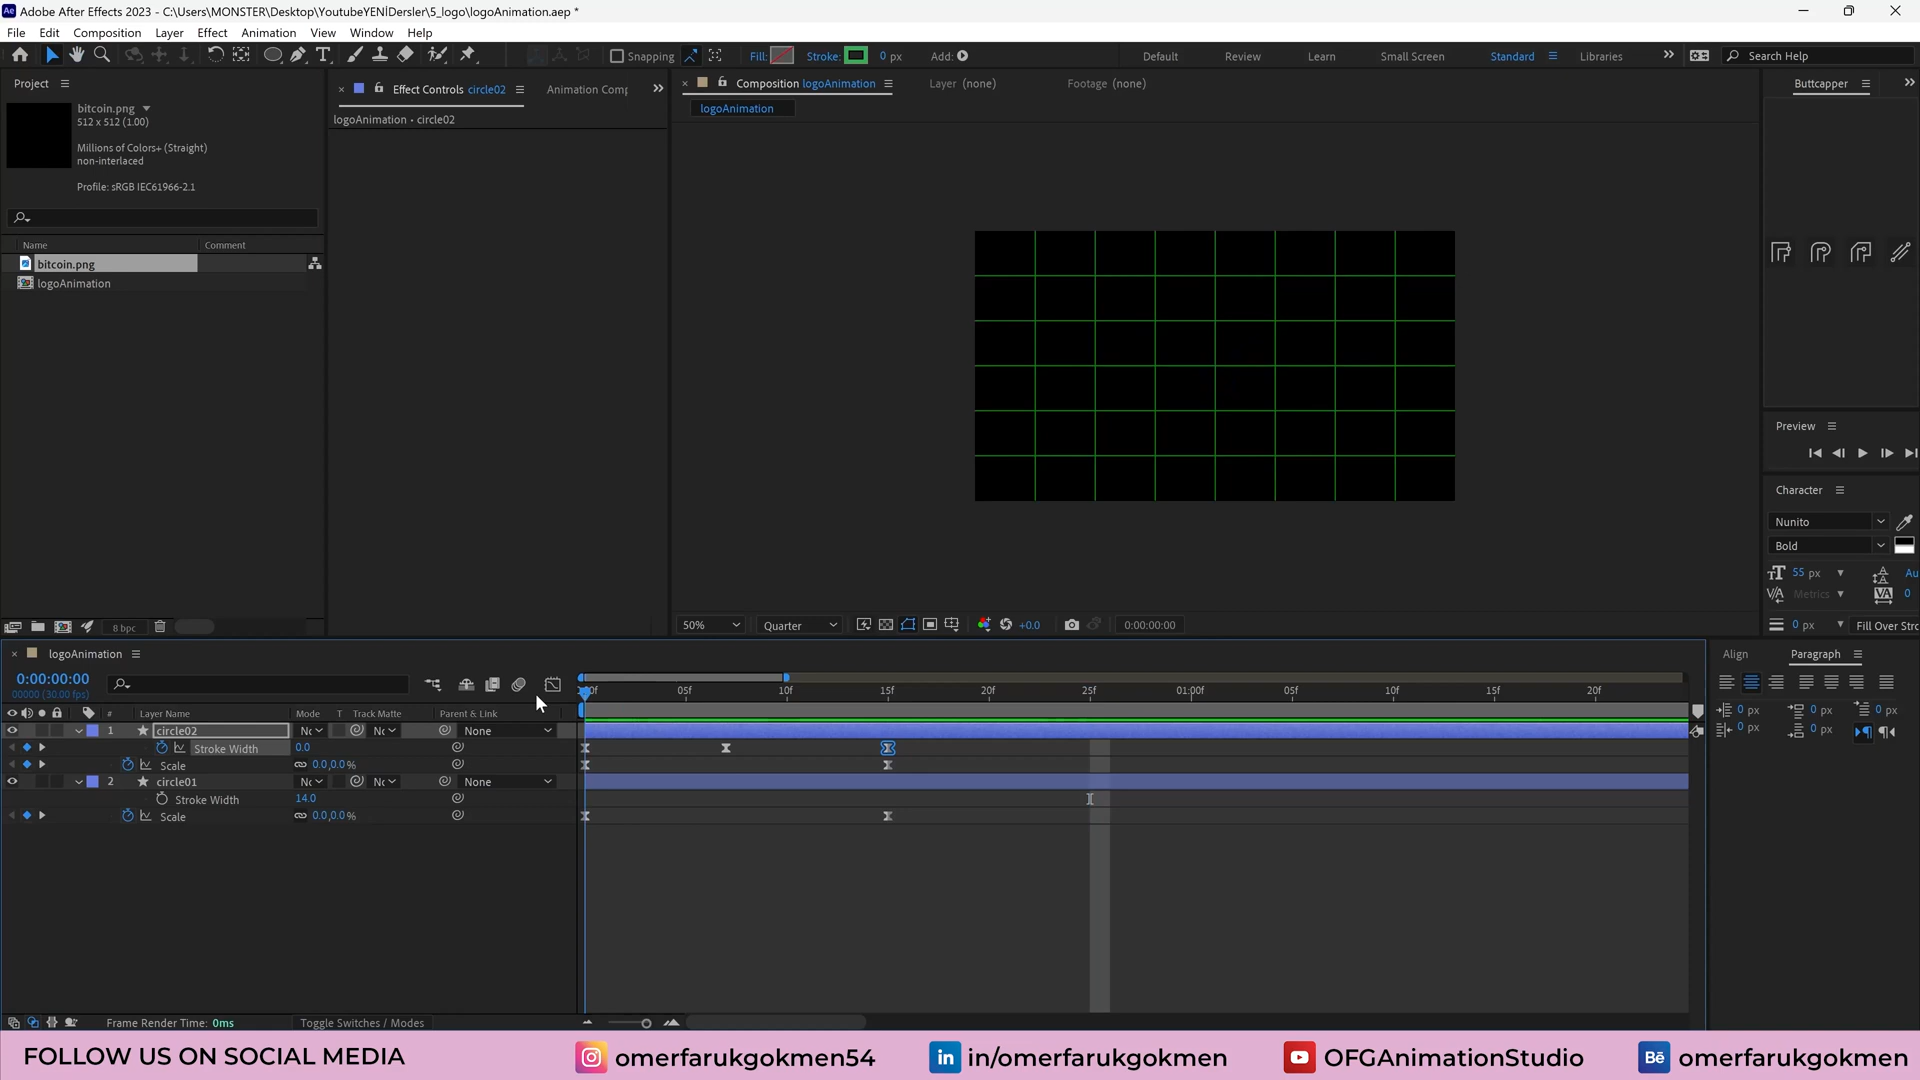 Ae Adobe After Effects 2023 - C:\Users\MONSTER\Desktop\YoutubeYENİDersler\5_logo\logoAnimation.aep *
File Edit Composition Layer Effect Animation View Window Help
Snapping Fill: Stroke: 0 px Add: Default Review Learn Small Screen Standard Libraries Search Help
Project Effect Controls circle02 Composition logoAnimation Layer (none) Footage (none) Buttcapper
logoAnimation • circle02 logoAnimation
bitcoin.png
512 x 512 (1.00)
Millions of Colors+ (Straight)
non-interlaced
Profile: sRGB IEC61966-2.1
Name Comment
bitcoin.png
logoAnimation
Preview
Character
Nunito
Bold
55 px Au
Metrics 0
0 px Fill Over Stro
8 bpc 50% Quarter +0.0 0:00:00:00
logoAnimation Align Paragraph
0:00:00:00
00000 (30.00 fps)
05f 10f 15f 20f 25f 01:00f 05f 10f 15f 20f
# Layer Name Mode T Track Matte Parent & Link
1 circle02 None
Stroke Width 0.0
Scale 0.0,0.0%
2 circle01 None
Stroke Width 14.0
Scale 0.0,0.0%
0 px 0 px 0 px
0 px 0 px
Frame Render Time: 0ms Toggle Switches / Modes
FOLLOW US ON SOCIAL MEDIA omerfarukgokmen54 in in/omerfarukgokmen OFGAnimationStudio Bē omerfarukgokmen